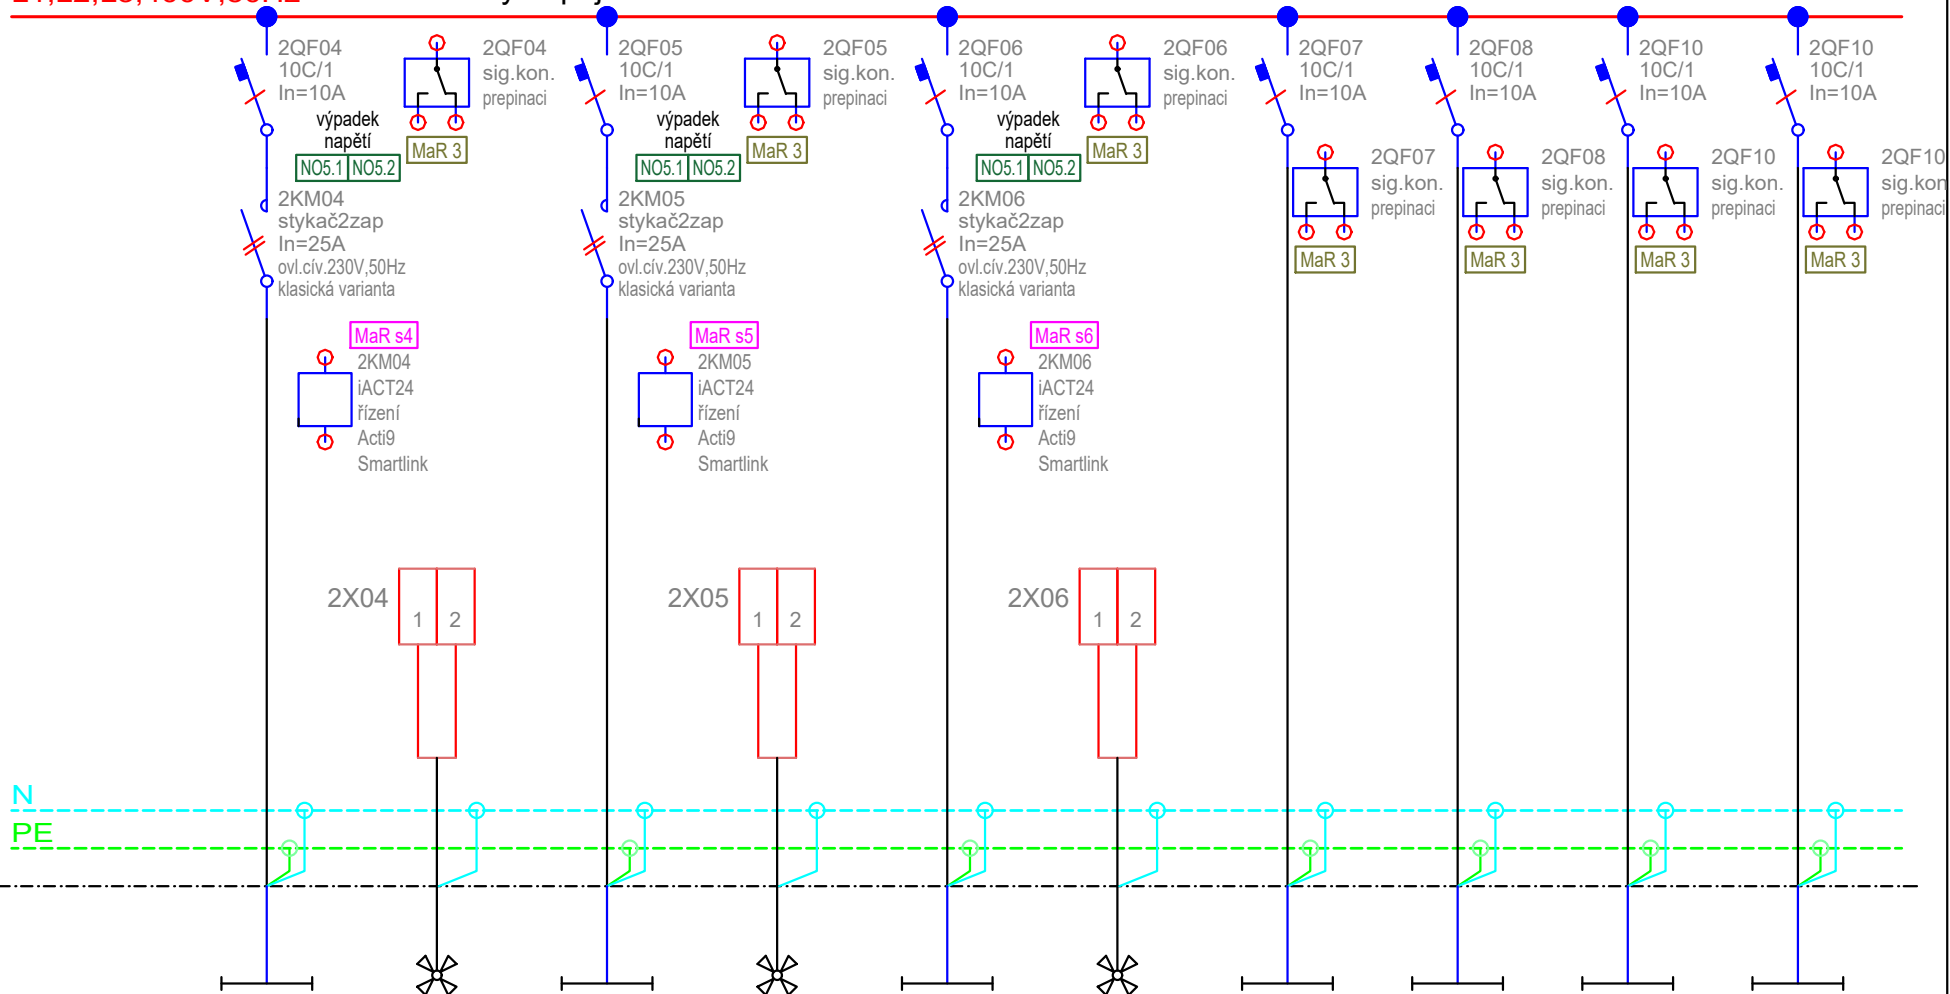 2QF04
10C/1
In=10A
2QF04
sig.kon.
prepinaci
výpadek
napětí
NO5.1 NO5.2
MaR 3
2KM04
stykač2zap
In=25A
ovl.cív.230V,50Hz
klasická varianta
MaR s4
2KM04
iACT24
řízení
Acti9
Smartlink
2X04
1 2
2QF05
10C/1
In=10A
2QF05
sig.kon.
prepinaci
výpadek
napětí
NO5.1 NO5.2
MaR 3
2KM05
stykač2zap
In=25A
ovl.cív.230V,50Hz
klasická varianta
MaR s5
2KM05
iACT24
řízení
Acti9
Smartlink
2X05
1 2
2QF06
10C/1
In=10A
2QF06
sig.kon.
prepinaci
výpadek
napětí
NO5.1 NO5.2
MaR 3
2KM06
stykač2zap
In=25A
ovl.cív.230V,50Hz
klasická varianta
MaR s6
2KM06
iACT24
řízení
Acti9
Smartlink
2X06
1 2
2QF07
10C/1
In=10A
2QF07
sig.kon.
prepinaci
MaR 3
2QF08
10C/1
In=10A
2QF08
sig.kon.
prepinaci
MaR 3
2QF10
10C/1
In=10A
2QF10
sig.kon.
prepinaci
MaR 3
2QF10
10C/1
In=10A
2QF10
sig.kon
prepinaci
MaR 3
N
PE